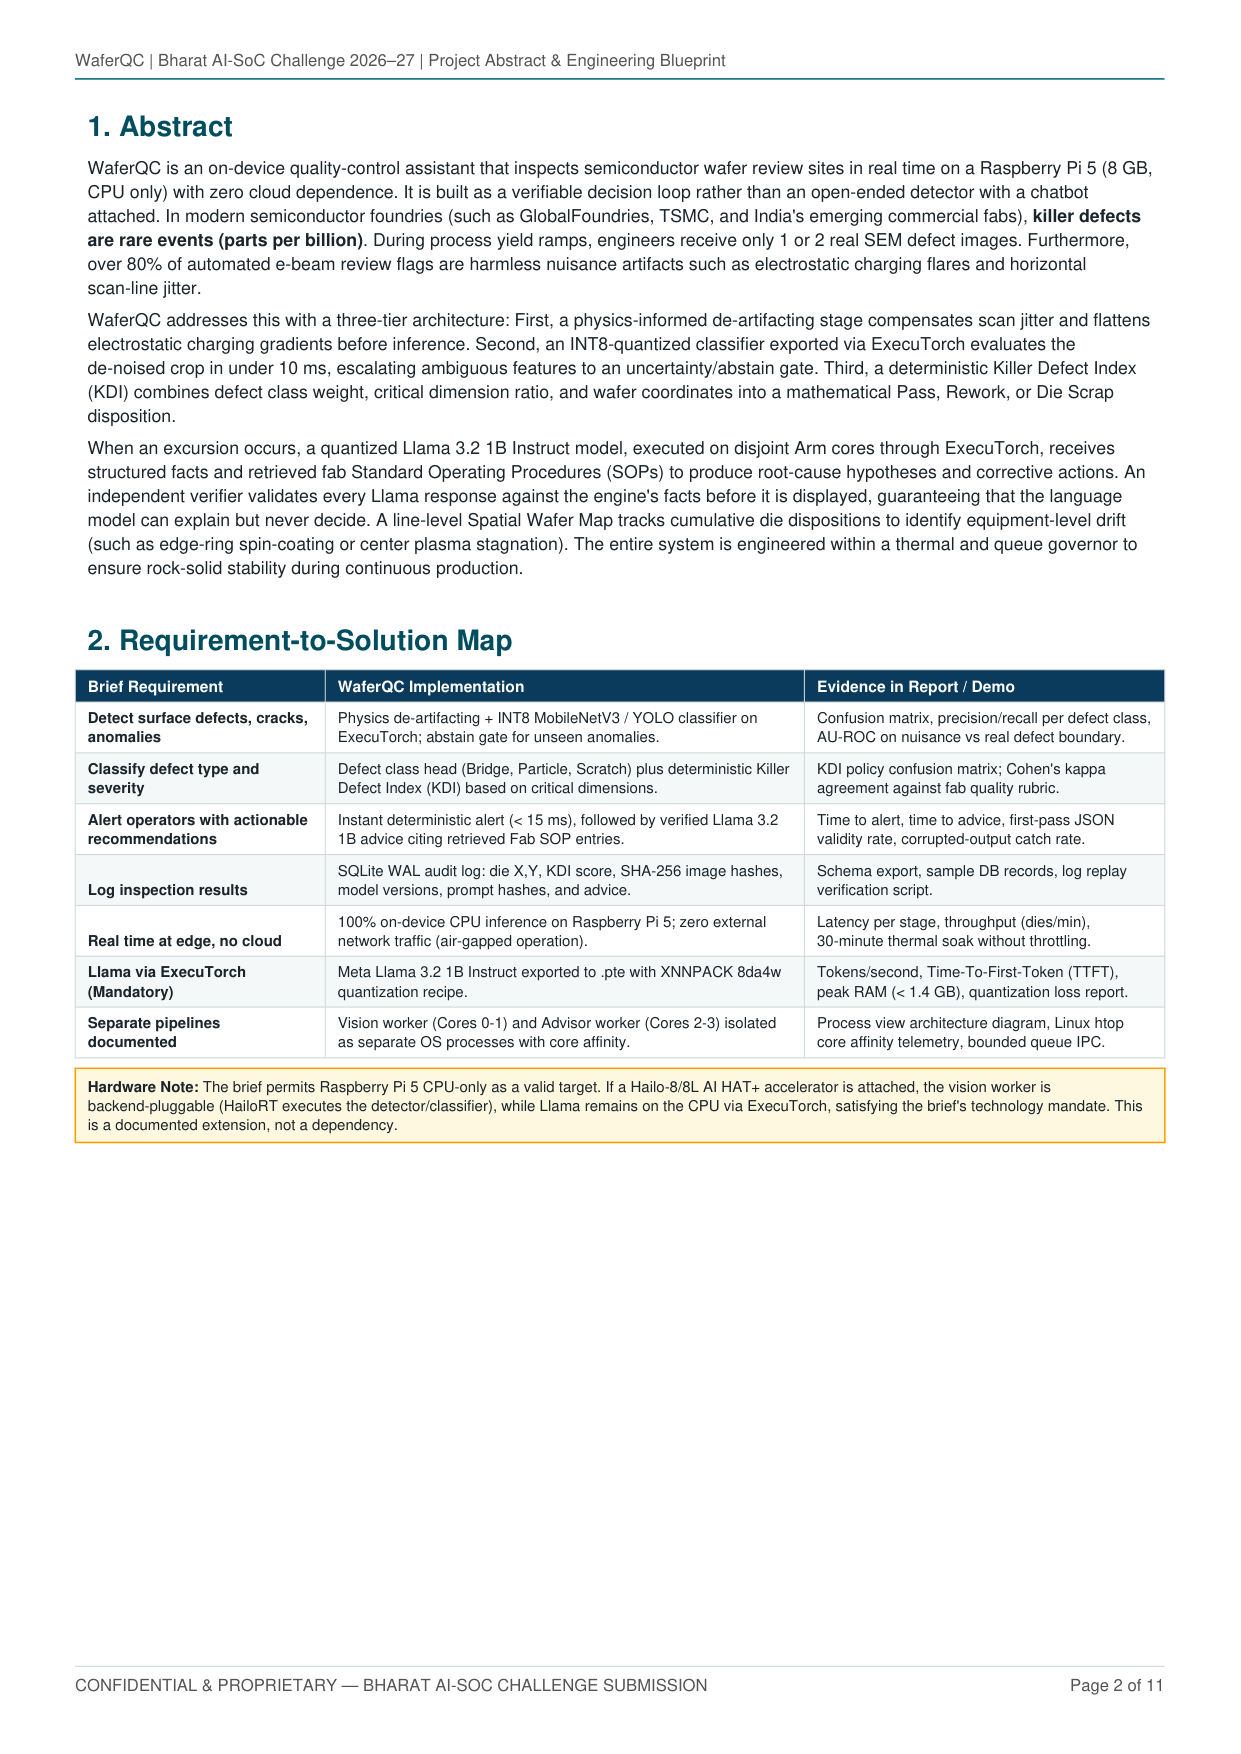 WaferQC | Bharat AI-SoC Challenge 2026–27 | Project Abstract & Engineering Blueprint
1. Abstract
WaferQC is an on-device quality-control assistant that inspects semiconductor wafer review sites in real time on a Raspberry Pi 5 (8 GB,
CPU only) with zero cloud dependence. It is built as a verifiable decision loop rather than an open-ended detector with a chatbot
attached. In modern semiconductor foundries (such as GlobalFoundries, TSMC, and India's emerging commercial fabs), killer defects
are rare events (parts per billion). During process yield ramps, engineers receive only 1 or 2 real SEM defect images. Furthermore,
over 80% of automated e-beam review flags are harmless nuisance artifacts such as electrostatic charging flares and horizontal
scan-line jitter.
WaferQC addresses this with a three-tier architecture: First, a physics-informed de-artifacting stage compensates scan jitter and flattens
electrostatic charging gradients before inference. Second, an INT8-quantized classifier exported via ExecuTorch evaluates the
de-noised crop in under 10 ms, escalating ambiguous features to an uncertainty/abstain gate. Third, a deterministic Killer Defect Index
(KDI) combines defect class weight, critical dimension ratio, and wafer coordinates into a mathematical Pass, Rework, or Die Scrap
disposition.
When an excursion occurs, a quantized Llama 3.2 1B Instruct model, executed on disjoint Arm cores through ExecuTorch, receives
structured facts and retrieved fab Standard Operating Procedures (SOPs) to produce root-cause hypotheses and corrective actions. An
independent verifier validates every Llama response against the engine's facts before it is displayed, guaranteeing that the language
model can explain but never decide. A line-level Spatial Wafer Map tracks cumulative die dispositions to identify equipment-level drift
(such as edge-ring spin-coating or center plasma stagnation). The entire system is engineered within a thermal and queue governor to
ensure rock-solid stability during continuous production.
2. Requirement-to-Solution Map
Brief Requirement WaferQC Implementation Evidence in Report / Demo
Detect surface defects, cracks, Physics de-artifacting + INT8 MobileNetV3 / YOLO classifier on Confusion matrix, precision/recall per defect class,
anomalies ExecuTorch; abstain gate for unseen anomalies. AU-ROC on nuisance vs real defect boundary.
Classify defect type and Defect class head (Bridge, Particle, Scratch) plus deterministic Killer KDI policy confusion matrix; Cohen's kappa
severity Defect Index (KDI) based on critical dimensions. agreement against fab quality rubric.
Alert operators with actionable Instant deterministic alert (< 15 ms), followed by verified Llama 3.2 Time to alert, time to advice, first-pass JSON
recommendations 1B advice citing retrieved Fab SOP entries. validity rate, corrupted-output catch rate.
SQLite WAL audit log: die X,Y, KDI score, SHA-256 image hashes, Schema export, sample DB records, log replay
Log inspection results model versions, prompt hashes, and advice. verification script.
100% on-device CPU inference on Raspberry Pi 5; zero external Latency per stage, throughput (dies/min),
Real time at edge, no cloud network traffic (air-gapped operation). 30-minute thermal soak without throttling.
Llama via ExecuTorch Meta Llama 3.2 1B Instruct exported to .pte with XNNPACK 8da4w Tokens/second, Time-To-First-Token (TTFT),
(Mandatory) quantization recipe. peak RAM (< 1.4 GB), quantization loss report.
Separate pipelines Vision worker (Cores 0-1) and Advisor worker (Cores 2-3) isolated Process view architecture diagram, Linux htop
documented as separate OS processes with core affinity. core affinity telemetry, bounded queue IPC.
Hardware Note: The brief permits Raspberry Pi 5 CPU-only as a valid target. If a Hailo-8/8L AI HAT+ accelerator is attached, the vision worker is
backend-pluggable (HailoRT executes the detector/classifier), while Llama remains on the CPU via ExecuTorch, satisfying the brief's technology mandate. This
is a documented extension, not a dependency.
CONFIDENTIAL & PROPRIETARY — BHARAT AI-SOC CHALLENGE SUBMISSION Page 2 of 11